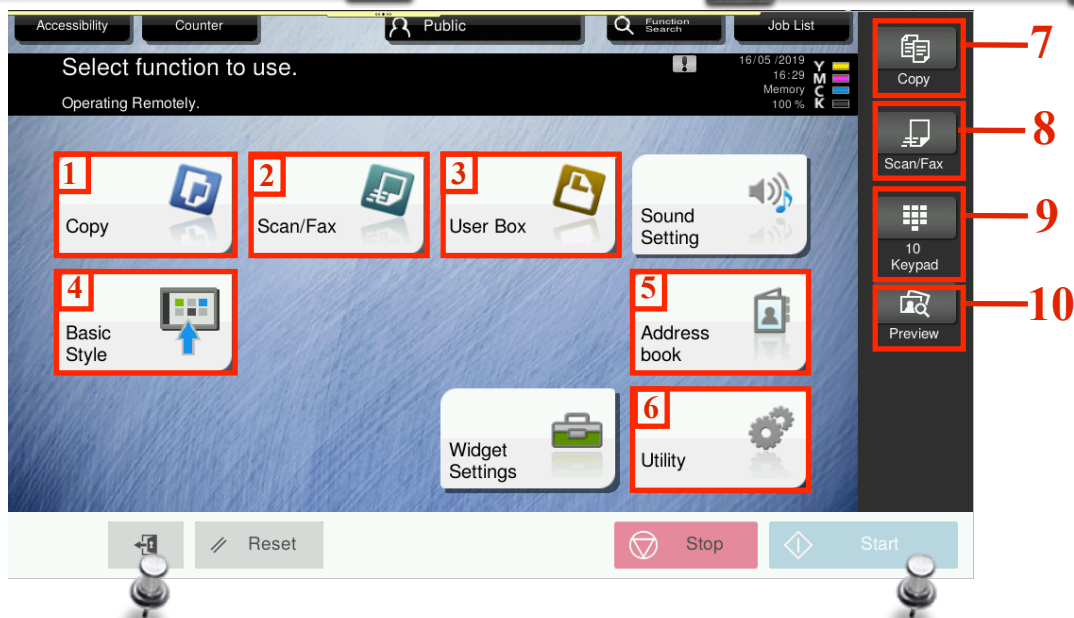 Accessibility
Counter
Public
Function
Search
Job List
Select function to use.
Operating Remotely.
16/05 /2019
16:29
Memory
100 %
Y
M
C
K
1
Copy
2
Scan/Fax
3
User Box
Sound
Setting
4
Basic
Style
5
Address
book
Widget
Settings
6
Utility
Copy
7
Scan/Fax
8
10
Keypad
9
Preview
10
Reset
Stop
Start